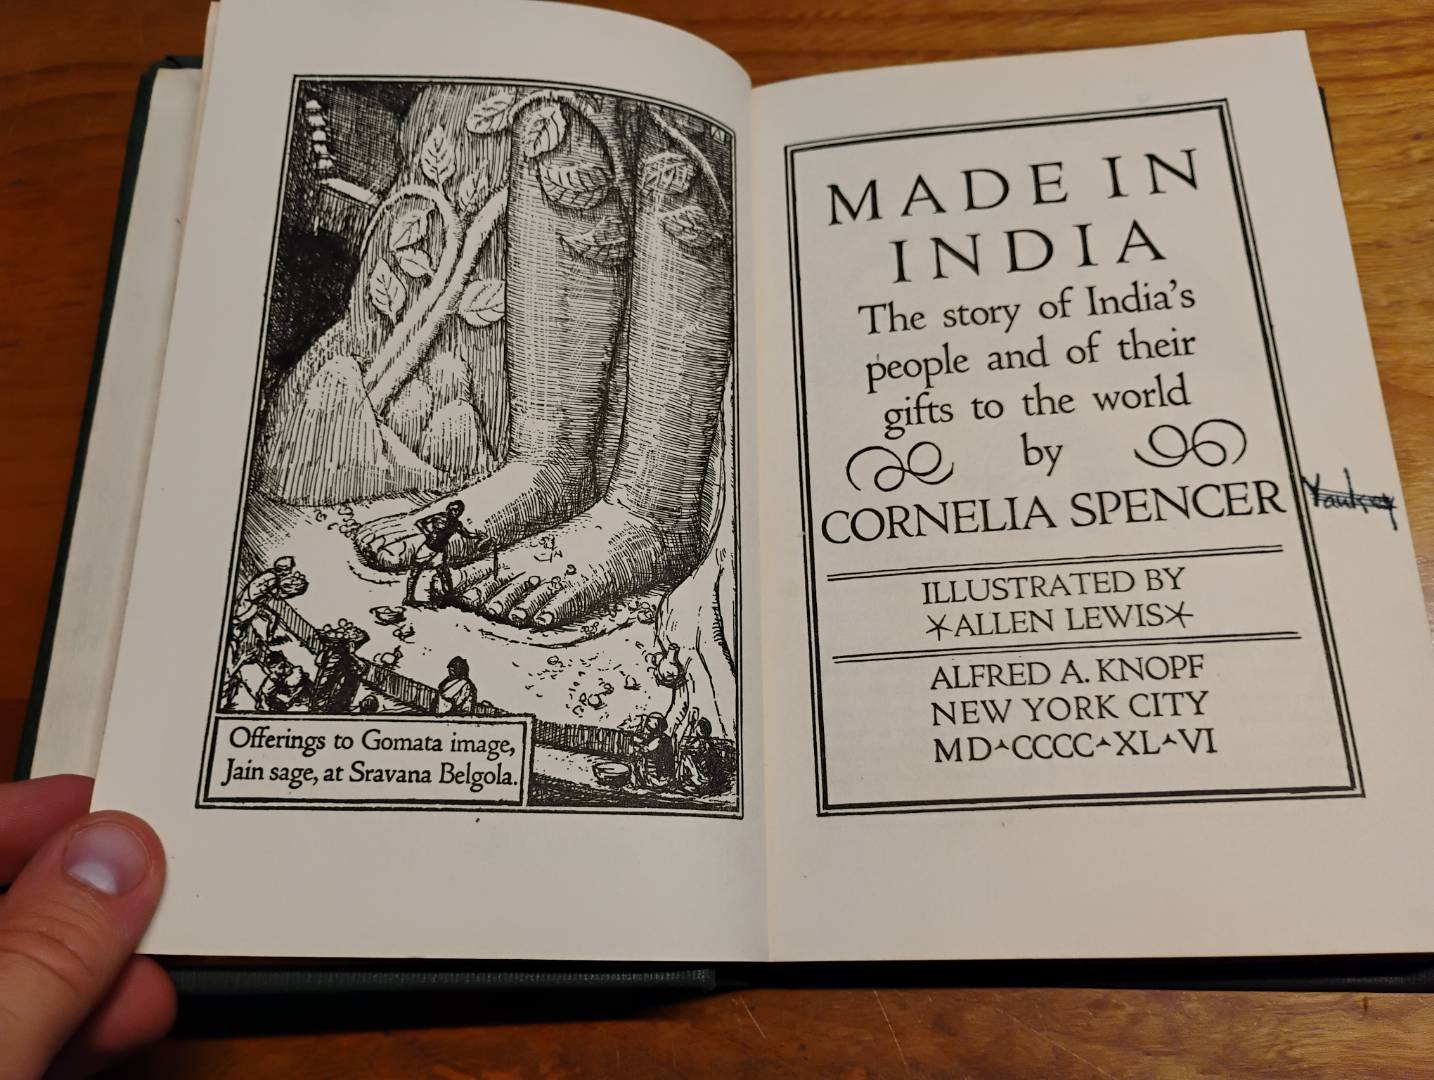 Offerings to Gomata image,
Jain sage, at Sravana Belgola.
MADE IN
INDIA
The story of India's
people and of their
gifts to the world
by
CORNELIA SPENCER
Yaukey
ILLUSTRATED BY
ALLEN LEWIS
ALFRED A. KNOPF
NEW YORK CITY
MD▴CCCC▴XL▴VI